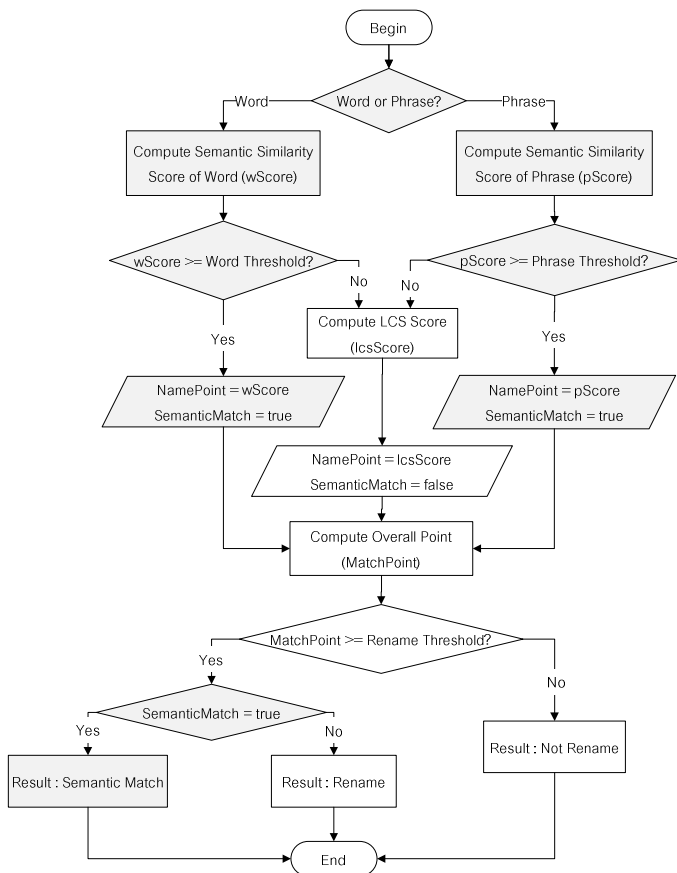 Begin
Word or Phrase?
Word
Phrase
Compute Semantic Similarity
Score of Word (wScore)
Compute Semantic Similarity
Score of Phrase (pScore)
wScore >= Word Threshold?
pScore >= Phrase Threshold?
No
No
Compute LCS Score
(lcsScore)
Yes
Yes
NamePoint = wScore
SemanticMatch = true
NamePoint = pScore
SemanticMatch = true
NamePoint = lcsScore
SemanticMatch = false
Compute Overall Point
(MatchPoint)
MatchPoint >= Rename Threshold?
Yes
No
SemanticMatch = true
Yes
No
Result : Semantic Match
Result : Rename
Result : Not Rename
End